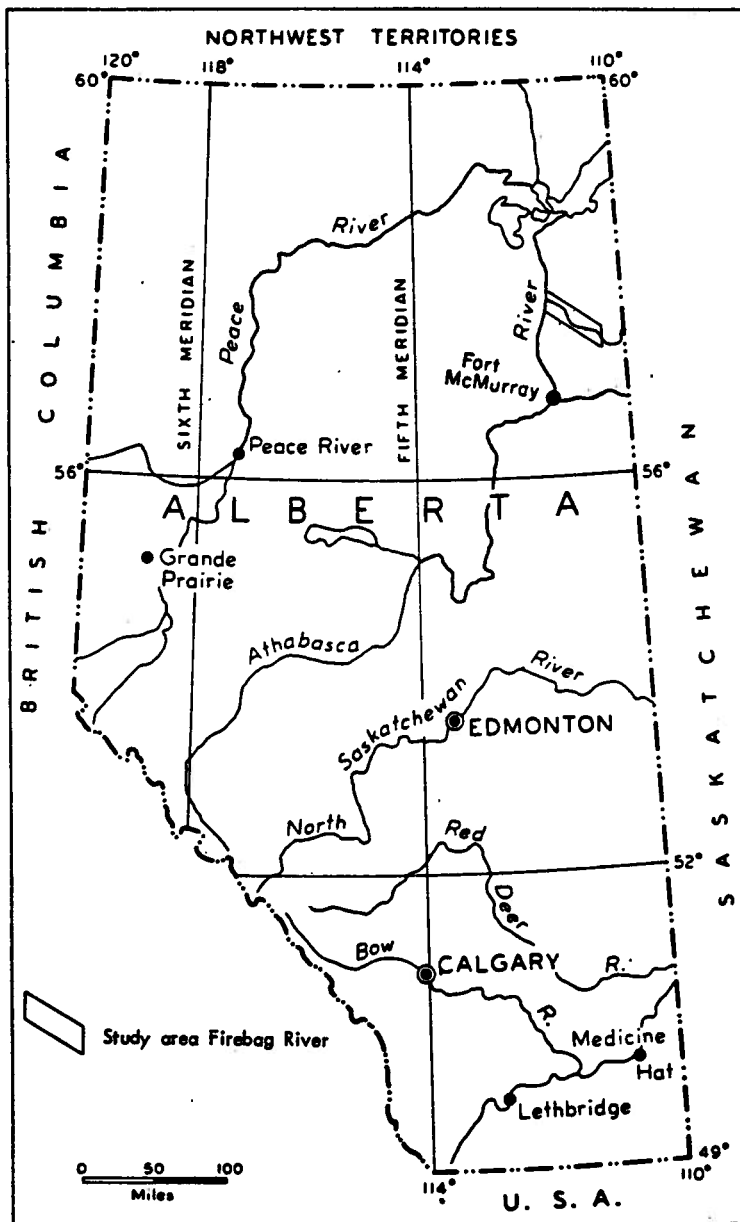 NORTHWEST TERRITORIES
120°
118°
114°
110°
60°
60°
BRITISH COLUMBIA
SASKATCHEWAN
River
Peace
SIXTH MERIDIAN
FIFTH MERIDIAN
River
Fort
McMurray
Peace River
56°
56°
ALBERTA
Grande
Prairie
Athabasca
River
Saskatchewan
EDMONTON
North
Red
52°
Deer
Bow
CALGARY
R.
R.
Medicine
Hat
Study area Firebag River
Lethbridge
0 50 100
Miles
49°
110°
114°
U. S. A.